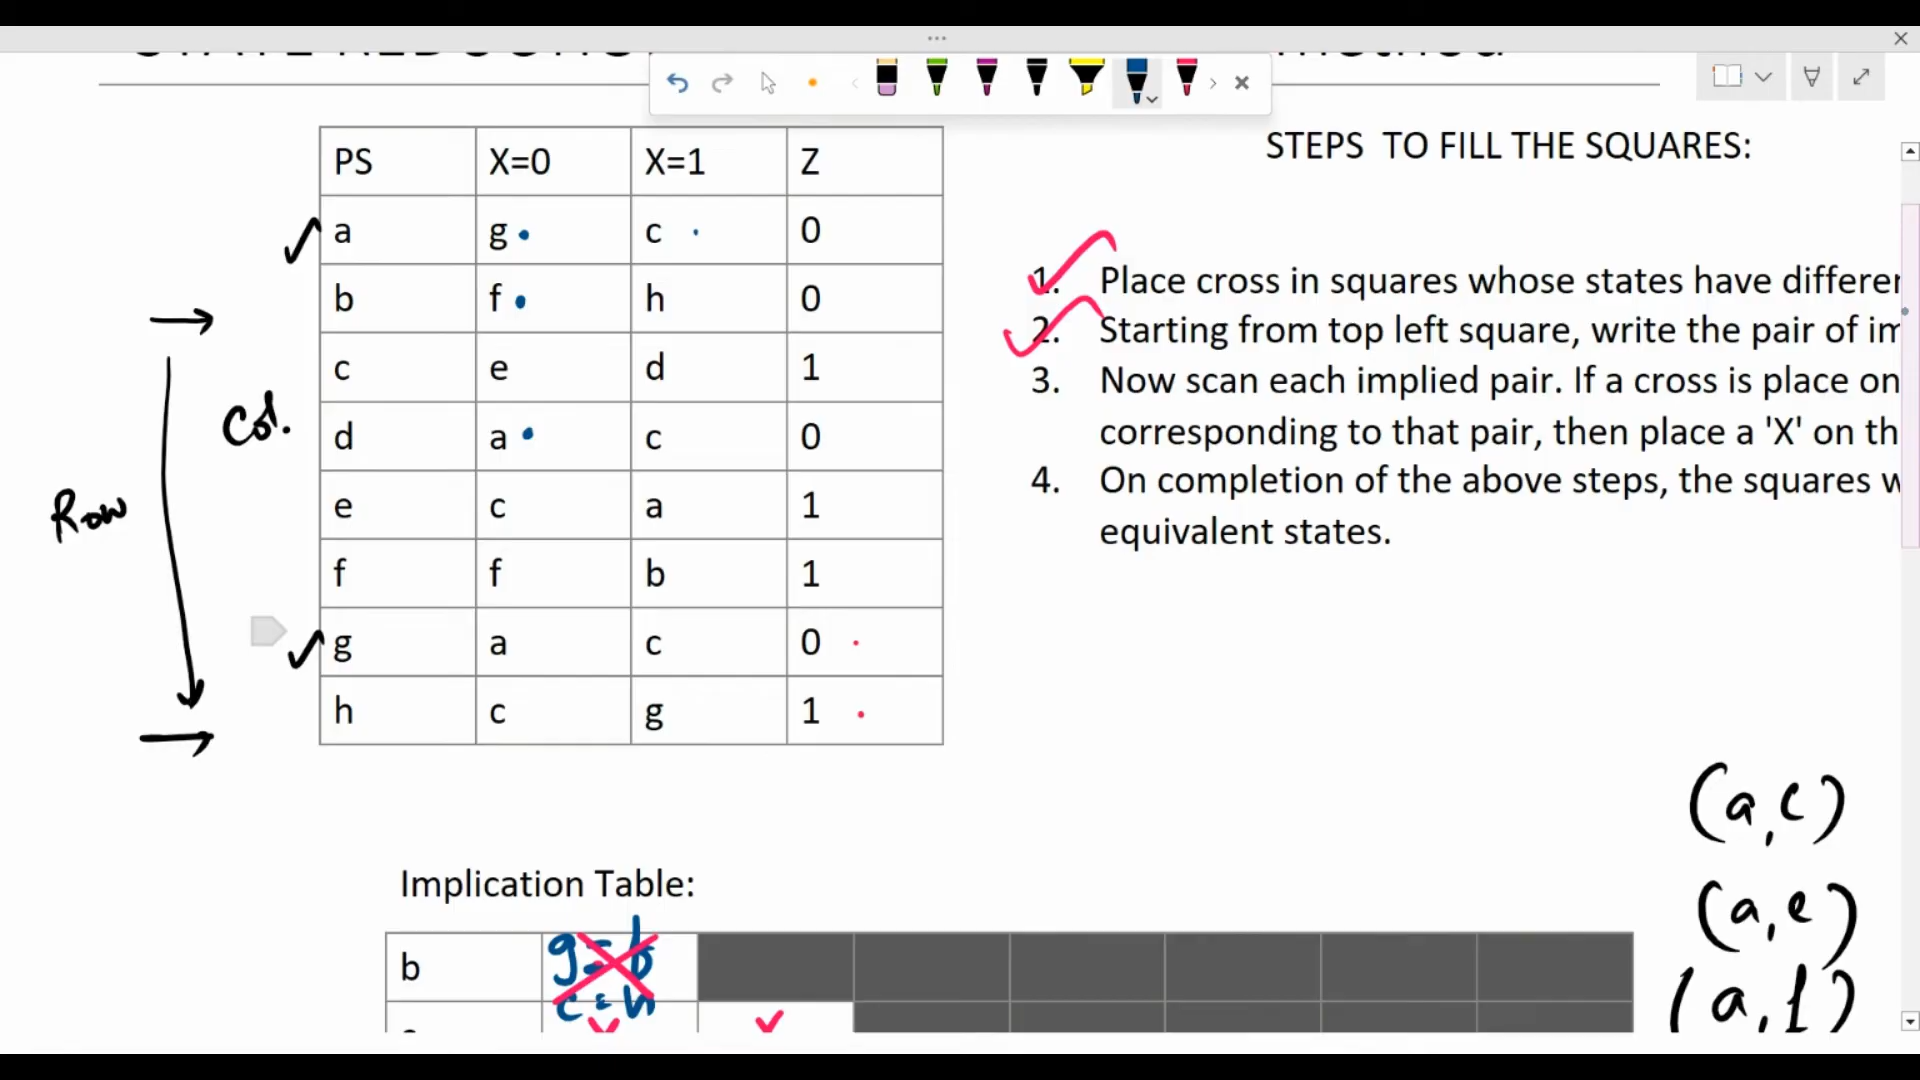 PS X=0 X=1 Z
a g c 0
b f h 0
c e d 1
d a c 0
e c a 1
f f b 1
g a c 0
h c g 1
Col.
Row
STEPS TO FILL THE SQUARES:
1. Place cross in squares whose states have differen
2. Starting from top left square, write the pair of im
3. Now scan each implied pair. If a cross is place on
corresponding to that pair, then place a 'X' on th
4. On completion of the above steps, the squares w
equivalent states.
(a,c)
(a,e)
(a,f)
Implication Table:
b
c = h